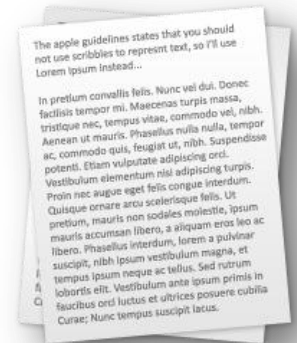 The apple guidelines states that you should
not use scribbles to represnt text, so i'll use
Lorem Ipsum instead...
In pretium convallis felis. Nunc vel dui. Donec
facilisis tempor mi. Maecenas turpis massa,
tristique nec, tempus vitae, commodo vel, nibh.
Aenean ut mauris. Phasellus nulla nulla, tempor
ac, commodo quis, feugiat ut, nibh. Suspendisse
potenti. Etiam vulputate adipiscing orci.
Vestibulum elementum nisi adipiscing turpis.
Proin nec augue eget felis congue interdum.
Quisque ornare arcu scelerisque felis. Ut
pretium, mauris non sodales molestie, ipsum
mauris accumsan libero, a aliquam eros leo ac
libero. Phasellus interdum, lorem a pulvinar
suscipit, nibh ipsum vestibulum magna, et
tempus ipsum neque ac tellus. Sed rutrum
lobortis elit. Vestibulum ante ipsum primis in
faucibus orci luctus et ultrices posuere cubilia
Curae; Nunc tempus suscipit lacus.